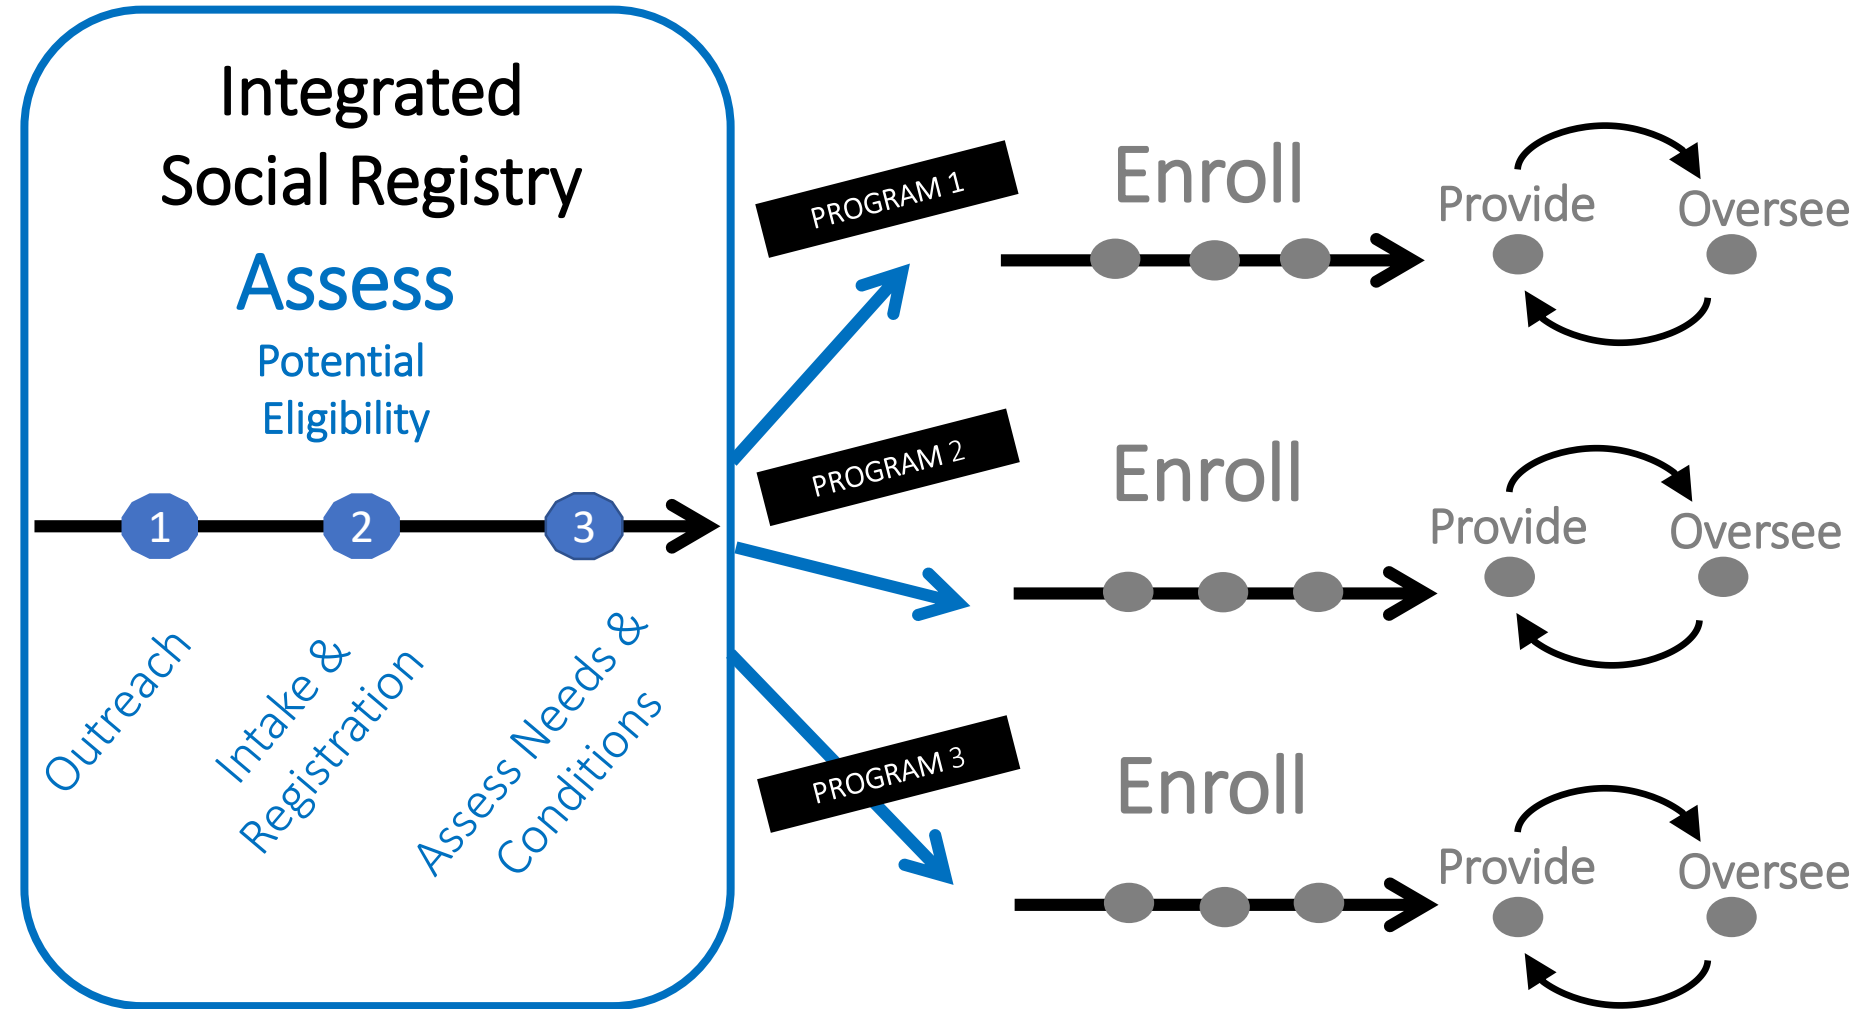 Integrated
Social Registry
Assess
Potential
Eligibility
1
2
3
Outreach
Intake &
Registration
Assess Needs &
Conditions
PROGRAM 1
Enroll
Provide
Oversee
PROGRAM 2
Enroll
Provide
Oversee
PROGRAM 3
Enroll
Provide
Oversee